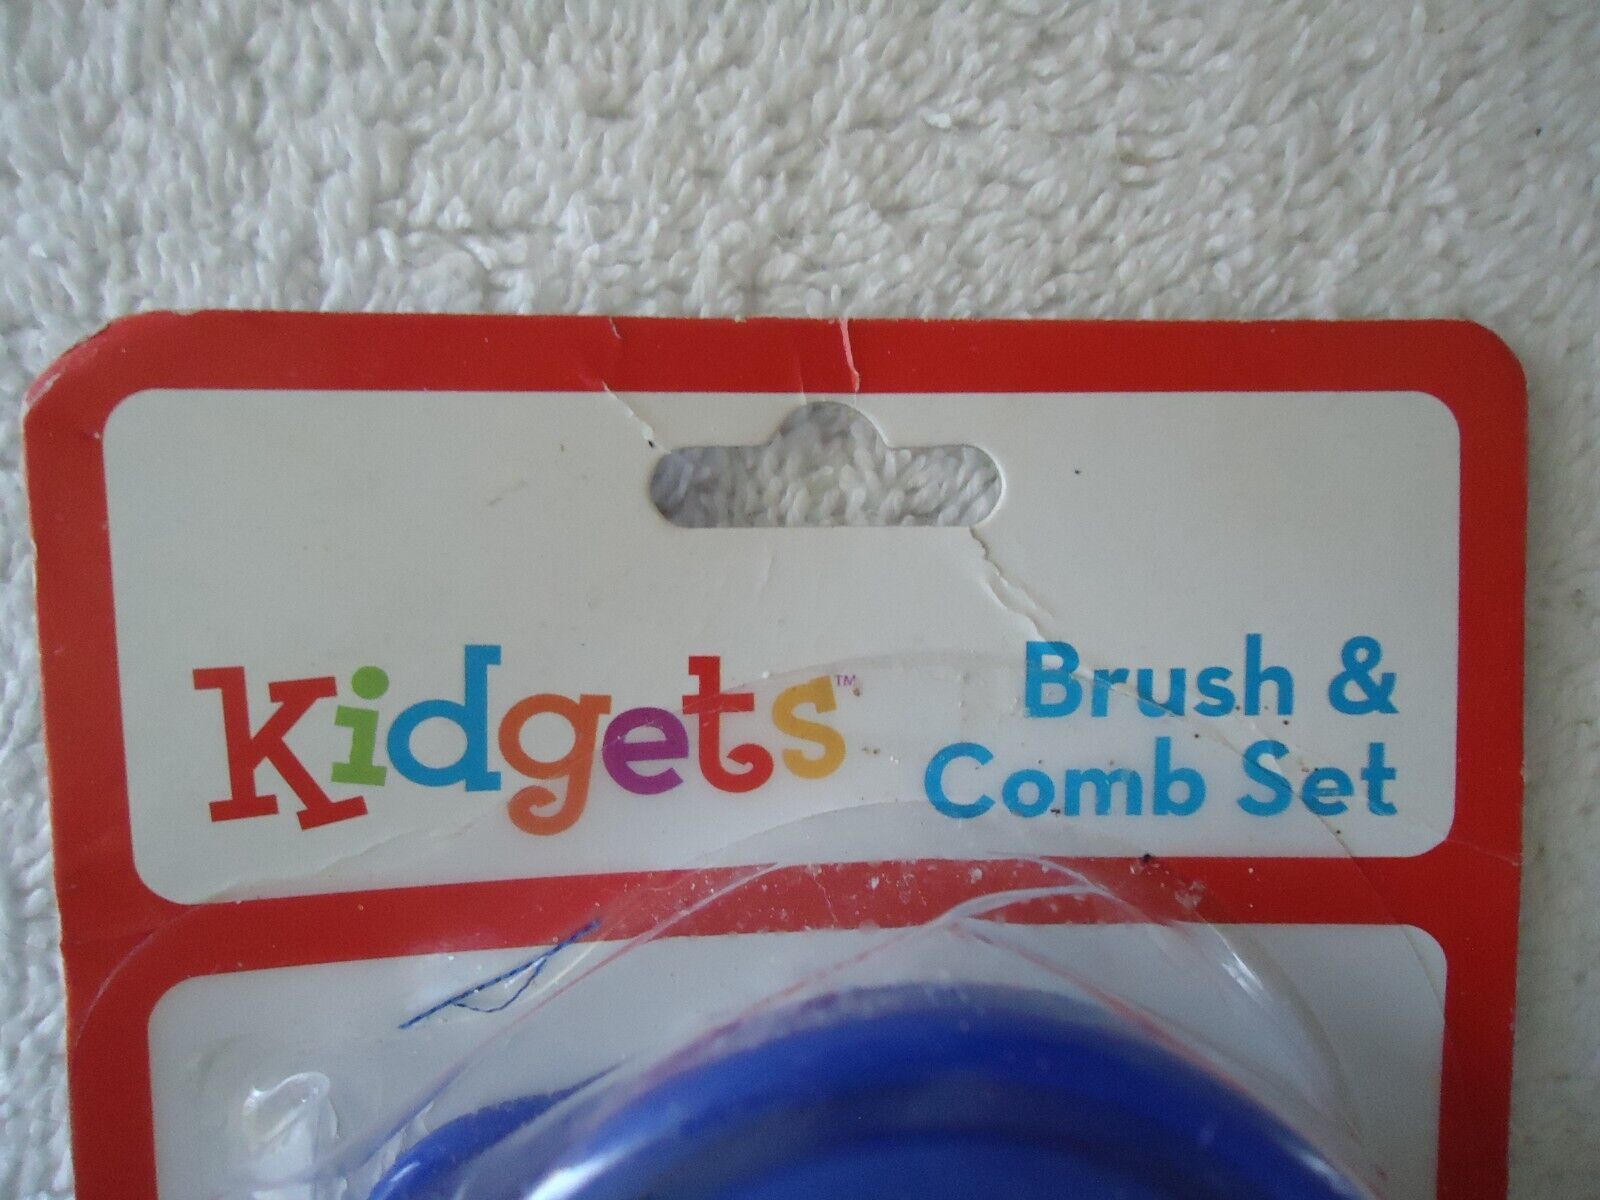 Kidgets™
Brush &
Comb Set